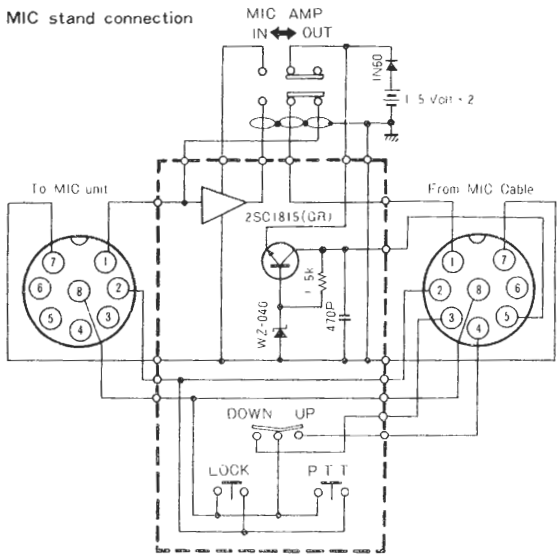 MIC stand connection
MIC AMP
IN OUT
1N60
1.5 Volt × 2
To MIC unit
From MIC Cable
2SC1815(GR)
7 1
6 8 2
5 4 3
1 7
2 8 6
3 4 5
1.5k
WZ-040
470P
DOWN UP
LOCK PTT